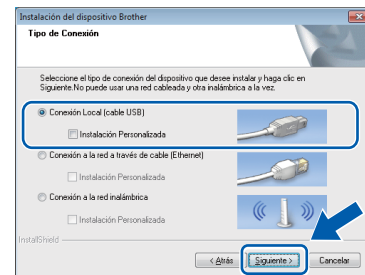 Instalación del dispositivo Brother
Tipo de Conexión
Seleccione el tipo de conexión del dispositivo que desee instalar y haga clic en
Siguiente.No puede usar una red cableada y otra inalámbrica a la vez.
Conexión Local (cable USB)
Instalación Personalizada
Conexión a la red a través de cable (Ethernet)
Instalación Personalizada
Conexión a la red inalámbrica
Instalación Personalizada
InstallShield
< Atrás
Siguiente >
Cancelar